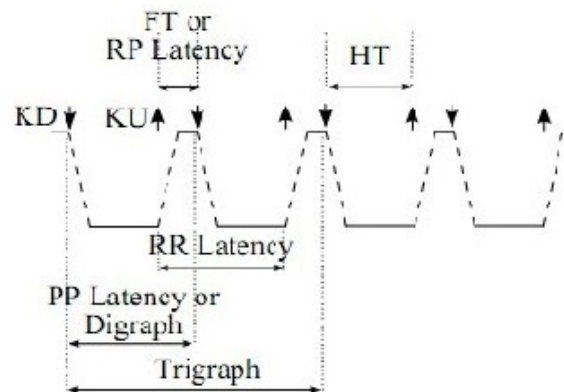 FT or
RP Latency
HT
KD
KU
RR Latency
PP Latency or
Digraph
Trigraph